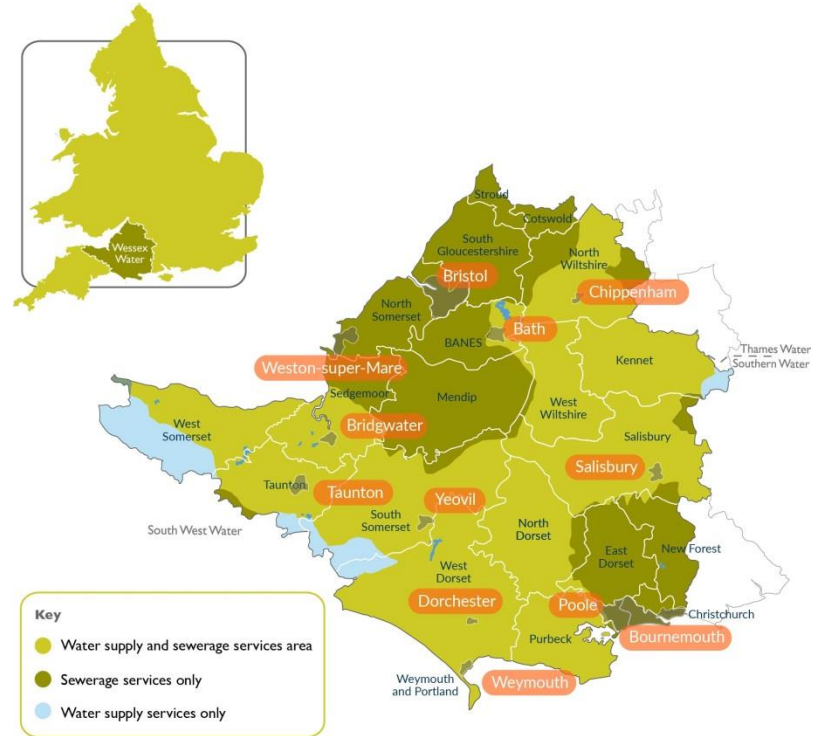 Wessex
Water
Stroud
Cotswold
South
Gloucestershire
North
Wiltshire
Bristol
Chippenham
North
Somerset
Bath
BANES
Kennet
Thames Water
Southern Water
Weston-super-Mare
Sedgemoor
Mendip
West
Wiltshire
West
Somerset
Bridgwater
Salisbury
Salisbury
Taunton
Taunton
Yeovil
South
Somerset
North
Dorset
South West Water
East
Dorset
New Forest
West
Dorset
Dorchester
Poole
Christchurch
Bournemouth
Purbeck
Weymouth
and Portland
Weymouth
Key
Water supply and sewerage services area
Sewerage services only
Water supply services only